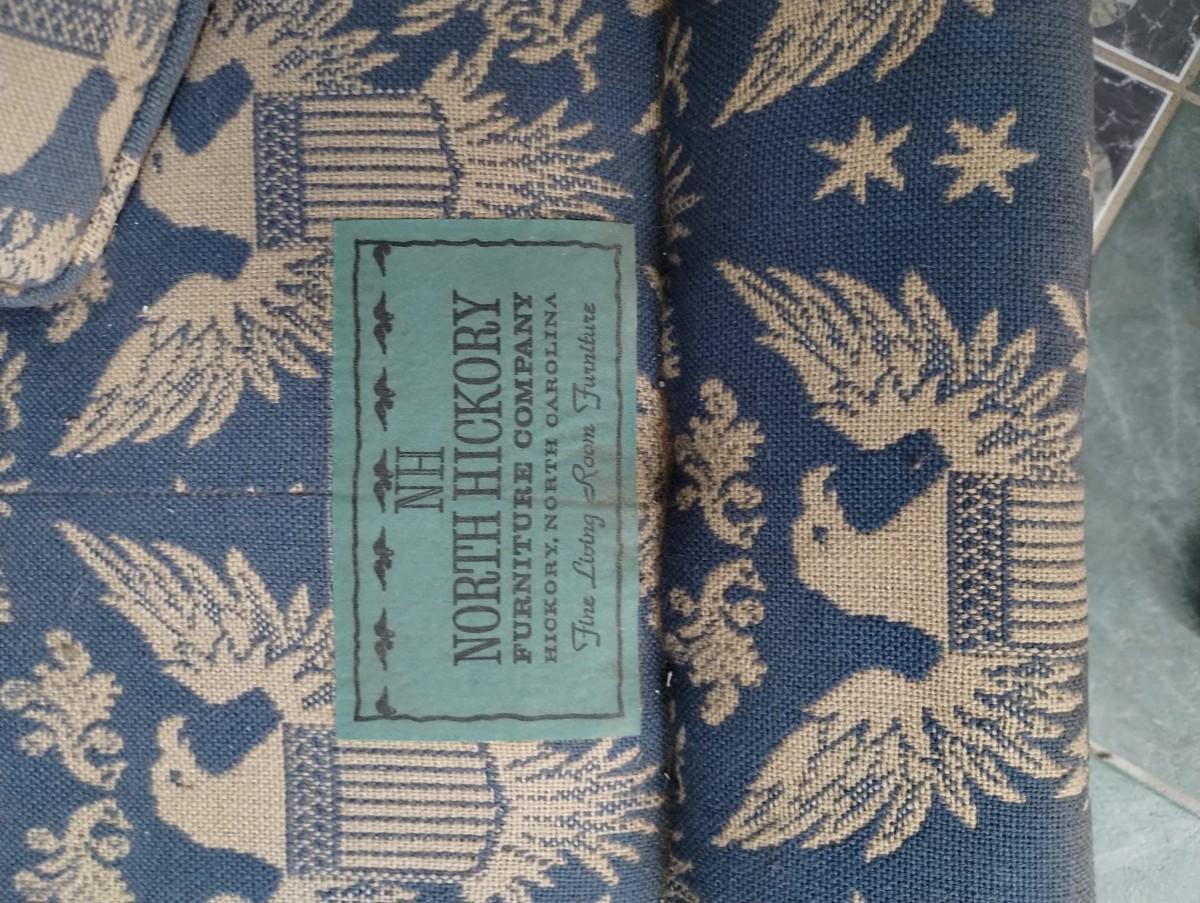 NH
NORTH HICKORY
FURNITURE COMPANY
HICKORY, NORTH CAROLINA
Fine Living Room Furniture